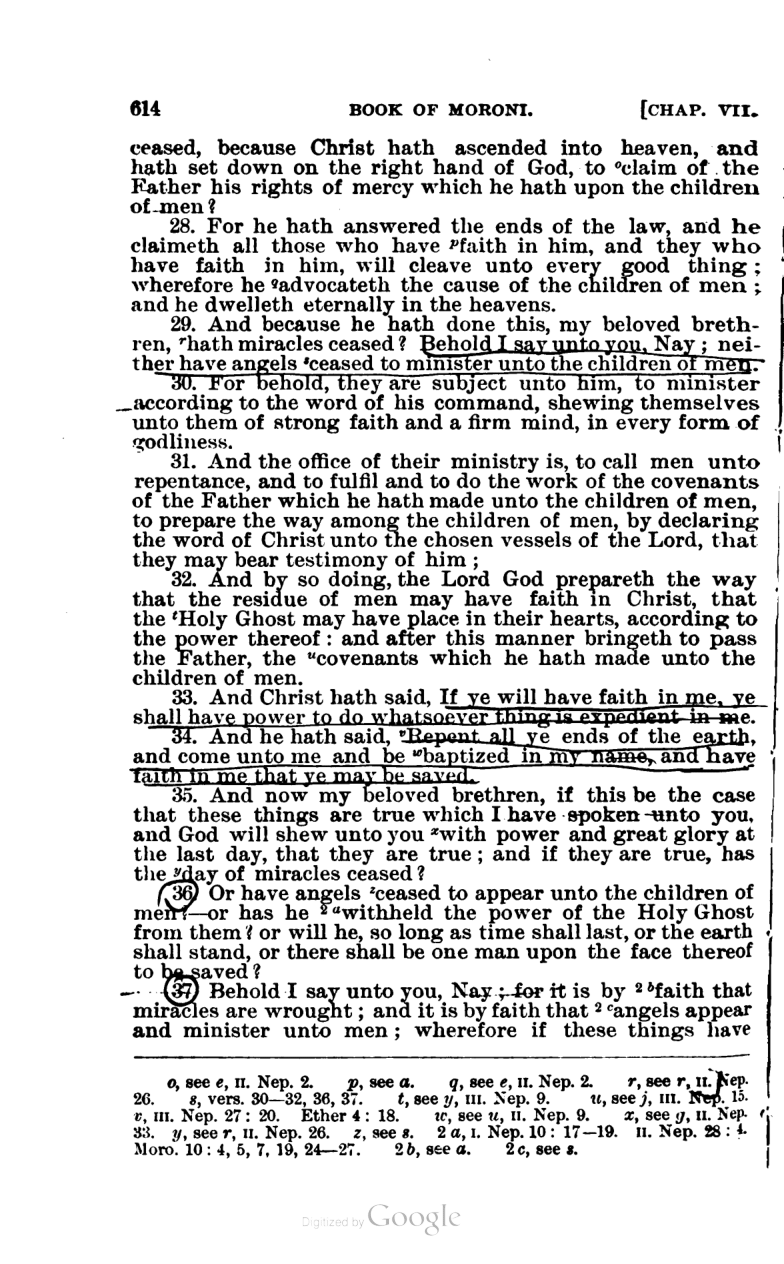 614 BOOK OF MORONI. [CHAP. VII.
ceased, because Christ hath ascended into heaven, and
hath set down on the right hand of God, to ᵒclaim of the
Father his rights of mercy which he hath upon the children
of men?
28. For he hath answered the ends of the law, and he
claimeth all those who have ᵖfaith in him, and they who
have faith in him, will cleave unto every good thing;
wherefore he qadvocateth the cause of the children of men;
and he dwelleth eternally in the heavens.
29. And because he hath done this, my beloved breth-
ren, ʳhath miracles ceased? Behold I say unto you, Nay; nei-
ther have angels ˢceased to minister unto the children of men.
30. For behold, they are subject unto him, to minister
according to the word of his command, shewing themselves
unto them of strong faith and a firm mind, in every form of
godliness.
31. And the office of their ministry is, to call men unto
repentance, and to fulfil and to do the work of the covenants
of the Father which he hath made unto the children of men,
to prepare the way among the children of men, by declaring
the word of Christ unto the chosen vessels of the Lord, that
they may bear testimony of him;
32. And by so doing, the Lord God prepareth the way
that the residue of men may have faith in Christ, that
the ᵗHoly Ghost may have place in their hearts, according to
the power thereof: and after this manner bringeth to pass
the Father, the ᵘcovenants which he hath made unto the
children of men.
33. And Christ hath said, If ye will have faith in me, ye
shall have power to do whatsoever thing is expedient in me.
34. And he hath said, ᵛRepent all ye ends of the earth,
and come unto me and be ʷbaptized in my name, and have
faith in me that ye may be saved.
35. And now my beloved brethren, if this be the case
that these things are true which I have spoken unto you,
and God will shew unto you ˣwith power and great glory at
the last day, that they are true; and if they are true, has
the ʸday of miracles ceased?
36 Or have angels ᶻceased to appear unto the children of
men?—or has he ²ᵃwithheld the power of the Holy Ghost
from them? or will he, so long as time shall last, or the earth
shall stand, or there shall be one man upon the face thereof
to be saved?
37 Behold I say unto you, Nay; for it is by ²ᵇfaith that
miracles are wrought; and it is by faith that ²ᶜangels appear
and minister unto men; wherefore if these things have
o, see e, II. Nep. 2. p, see a. q, see e, II. Nep. 2. r, see r, II. Nep.
26. s, vers. 30—32, 36, 37. t, see y, III. Nep. 9. u, see j, III. Nep. 15.
v, III. Nep. 27: 20. Ether 4: 18. w, see u, II. Nep. 9. x, see g, II. Nep.
33. y, see r, II. Nep. 26. z, see s. 2 a, I. Nep. 10: 17—19. II. Nep. 28: 4.
Moro. 10: 4, 5, 7, 19, 24—27. 2 b, see a. 2 c, see s.
Digitized by Google